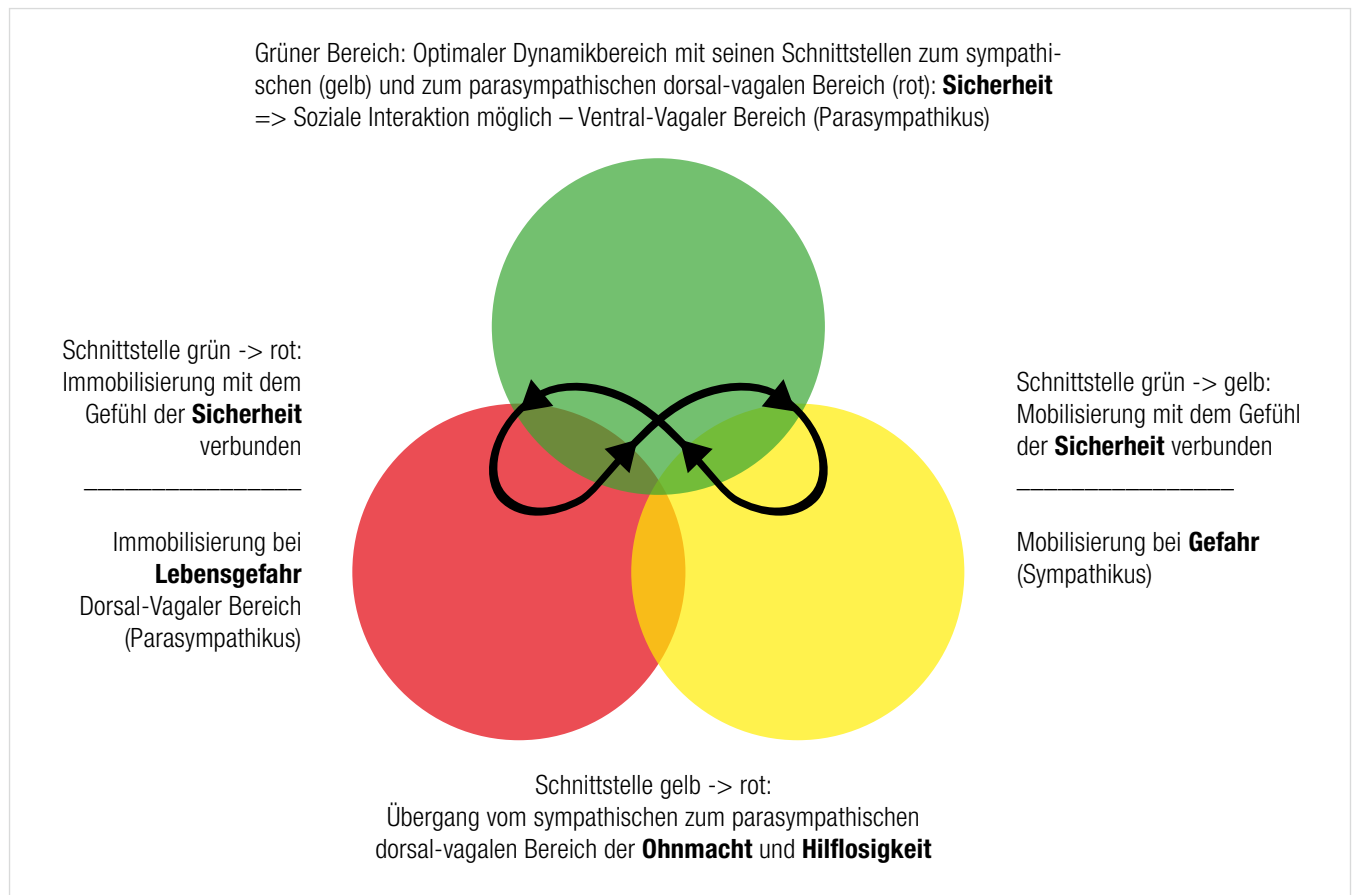 Grüner Bereich: Optimaler Dynamikbereich mit seinen Schnittstellen zum sympathi-
schen (gelb) und zum parasympathischen dorsal-vagalen Bereich (rot): Sicherheit
=> Soziale Interaktion möglich – Ventral-Vagaler Bereich (Parasympathikus)
Schnittstelle grün -> rot:
Immobilisierung mit dem
Gefühl der Sicherheit
verbunden
________________
Immobilisierung bei
Lebensgefahr
Dorsal-Vagaler Bereich
(Parasympathikus)
Schnittstelle grün -> gelb:
Mobilisierung mit dem Gefühl
der Sicherheit verbunden
________________
Mobilisierung bei Gefahr
(Sympathikus)
Schnittstelle gelb -> rot:
Übergang vom sympathischen zum parasympathischen
dorsal-vagalen Bereich der Ohnmacht und Hilflosigkeit